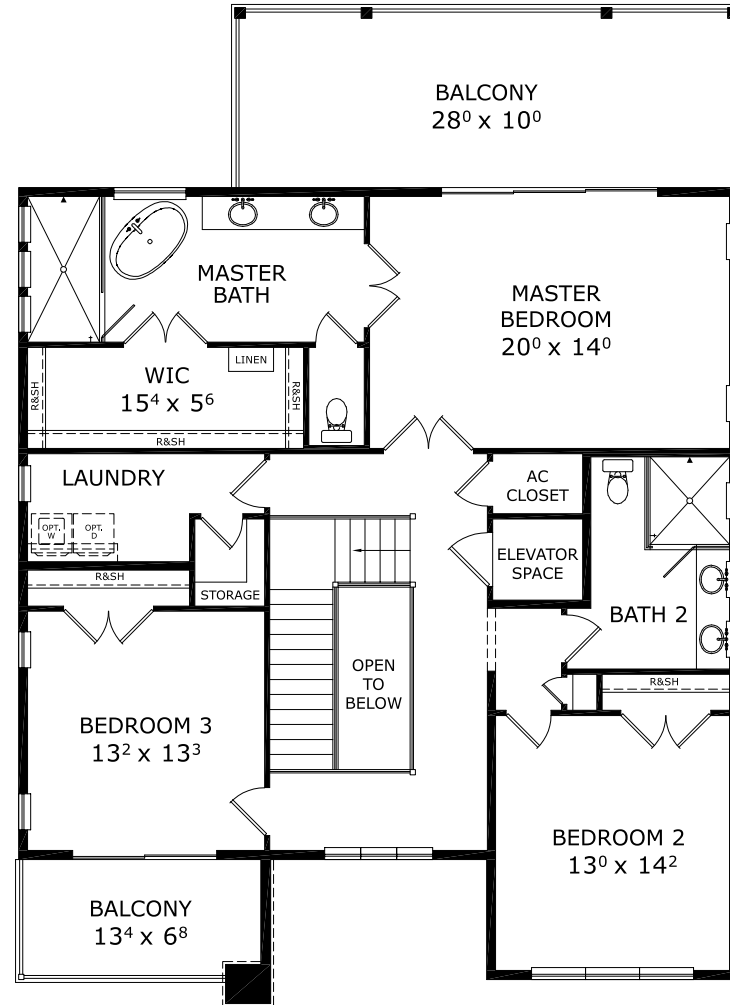 BALCONY
28⁰ x 10⁰
MASTER
BATH
MASTER
BEDROOM
20⁰ x 14⁰
LINEN
WIC
15⁴ x 5⁶
R&SH
R&SH
R&SH
LAUNDRY
AC
CLOSET
OPT.
W
OPT.
D
ELEVATOR
SPACE
R&SH
STORAGE
BATH 2
OPEN
TO
BELOW
R&SH
BEDROOM 3
13² x 13³
BEDROOM 2
13⁰ x 14²
BALCONY
13⁴ x 6⁸